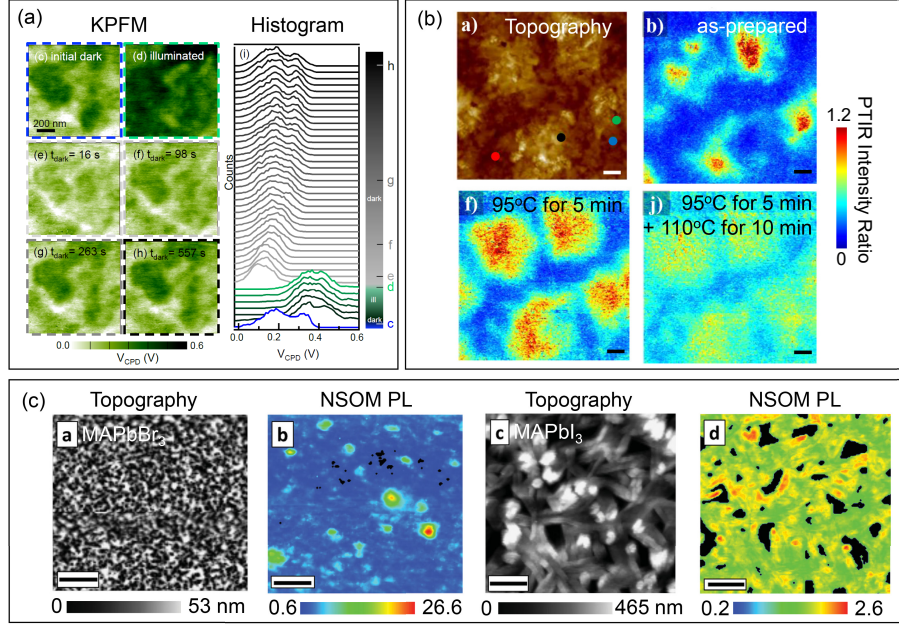 (a)
KPFM
Histogram
(c) initial dark
(d) illuminated
200 nm
(e) t_dark = 16 s
(f) t_dark = 98 s
(g) t_dark = 263 s
(h) t_dark = 557 s
0.0
0.6
V_CPD (V)
(i)
Counts
h
g
dark
f
e
d
ill
dark
c
0.0
0.2
0.4
0.6
V_CPD (V)
(b)
a)
Topography
b)
as-prepared
f)
95°C for 5 min
j)
95°C for 5 min
+ 110°C for 10 min
1.2
0
PTIR Intensity Ratio
(c)
Topography
NSOM PL
Topography
NSOM PL
a
MAPbBr₃
b
c
MAPbI₃
d
0
53 nm
0.6
26.6
0
465 nm
0.2
2.6